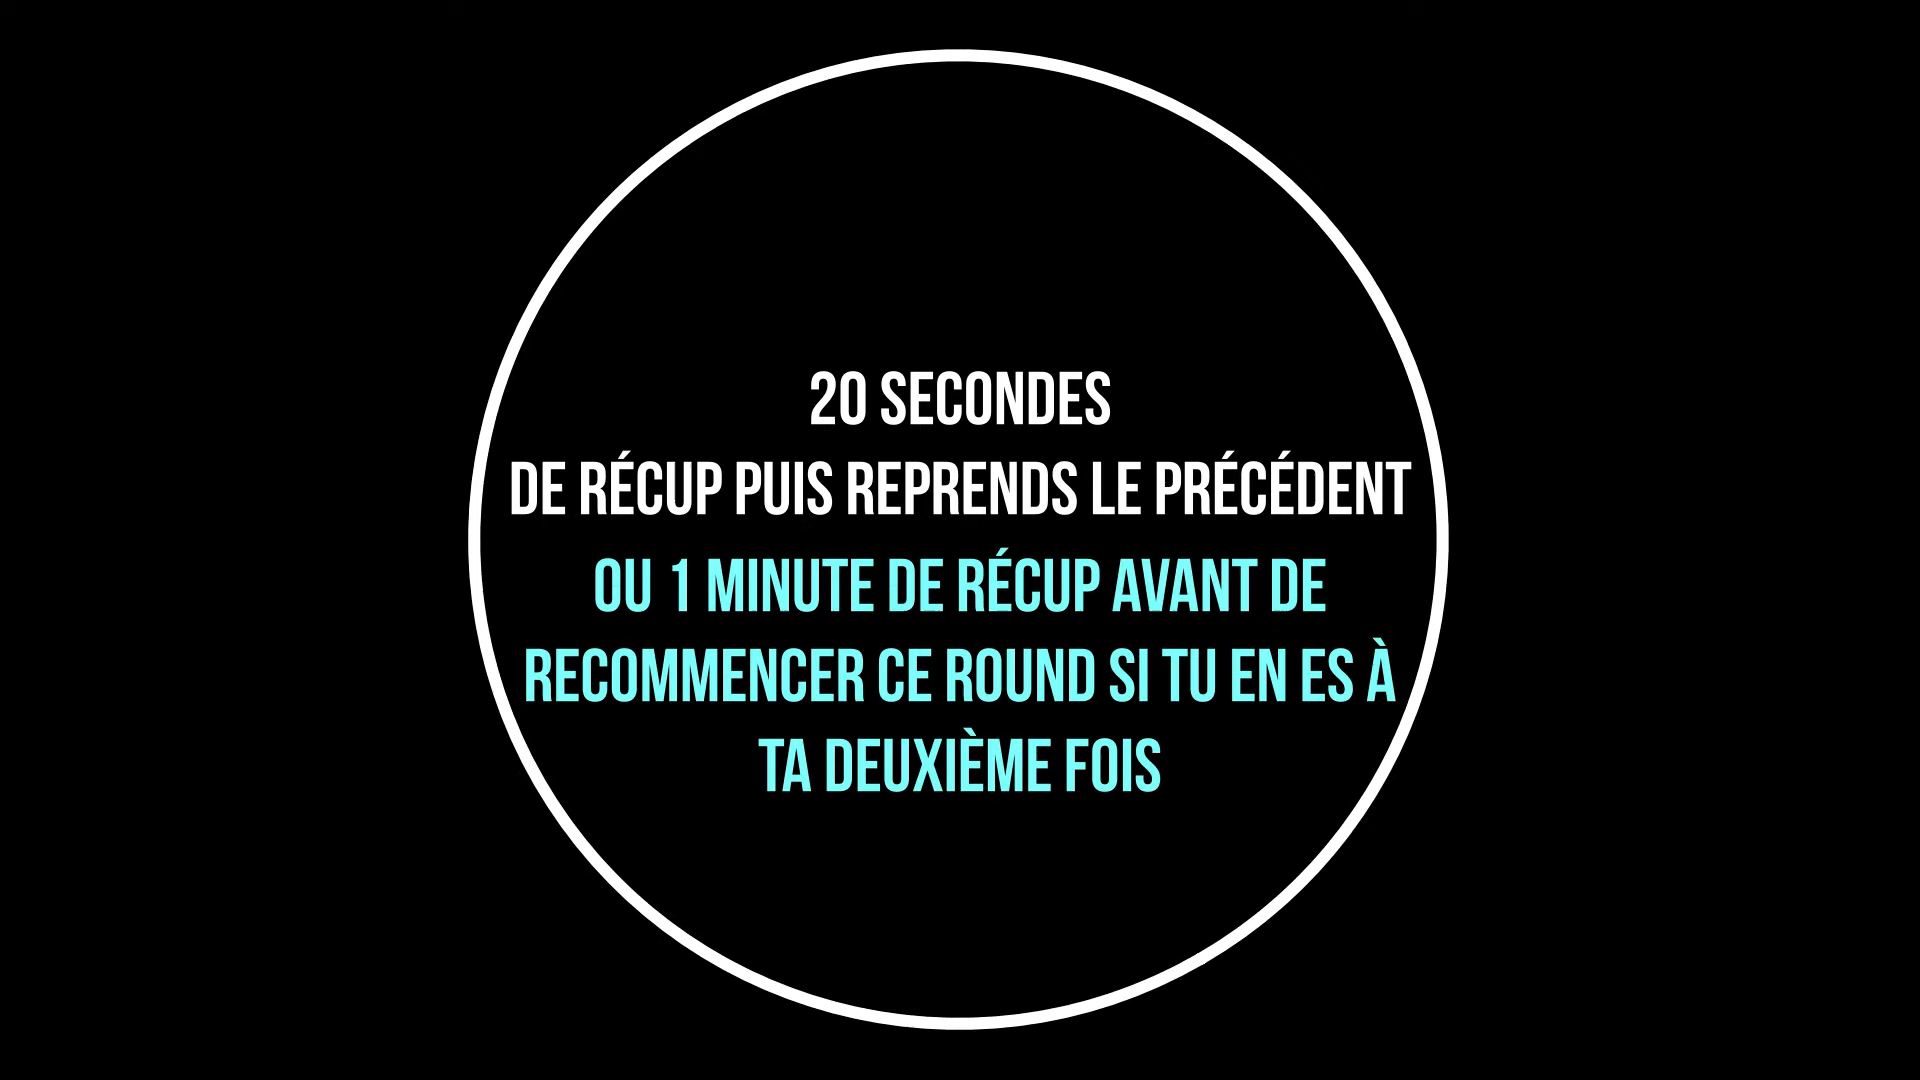 20 SECONDES
DE RÉCUP PUIS REPRENDS LE PRÉCÉDENT
OU 1 MINUTE DE RÉCUP AVANT DE
RECOMMENCER CE ROUND SI TU EN ES À
TA DEUXIÈME FOIS